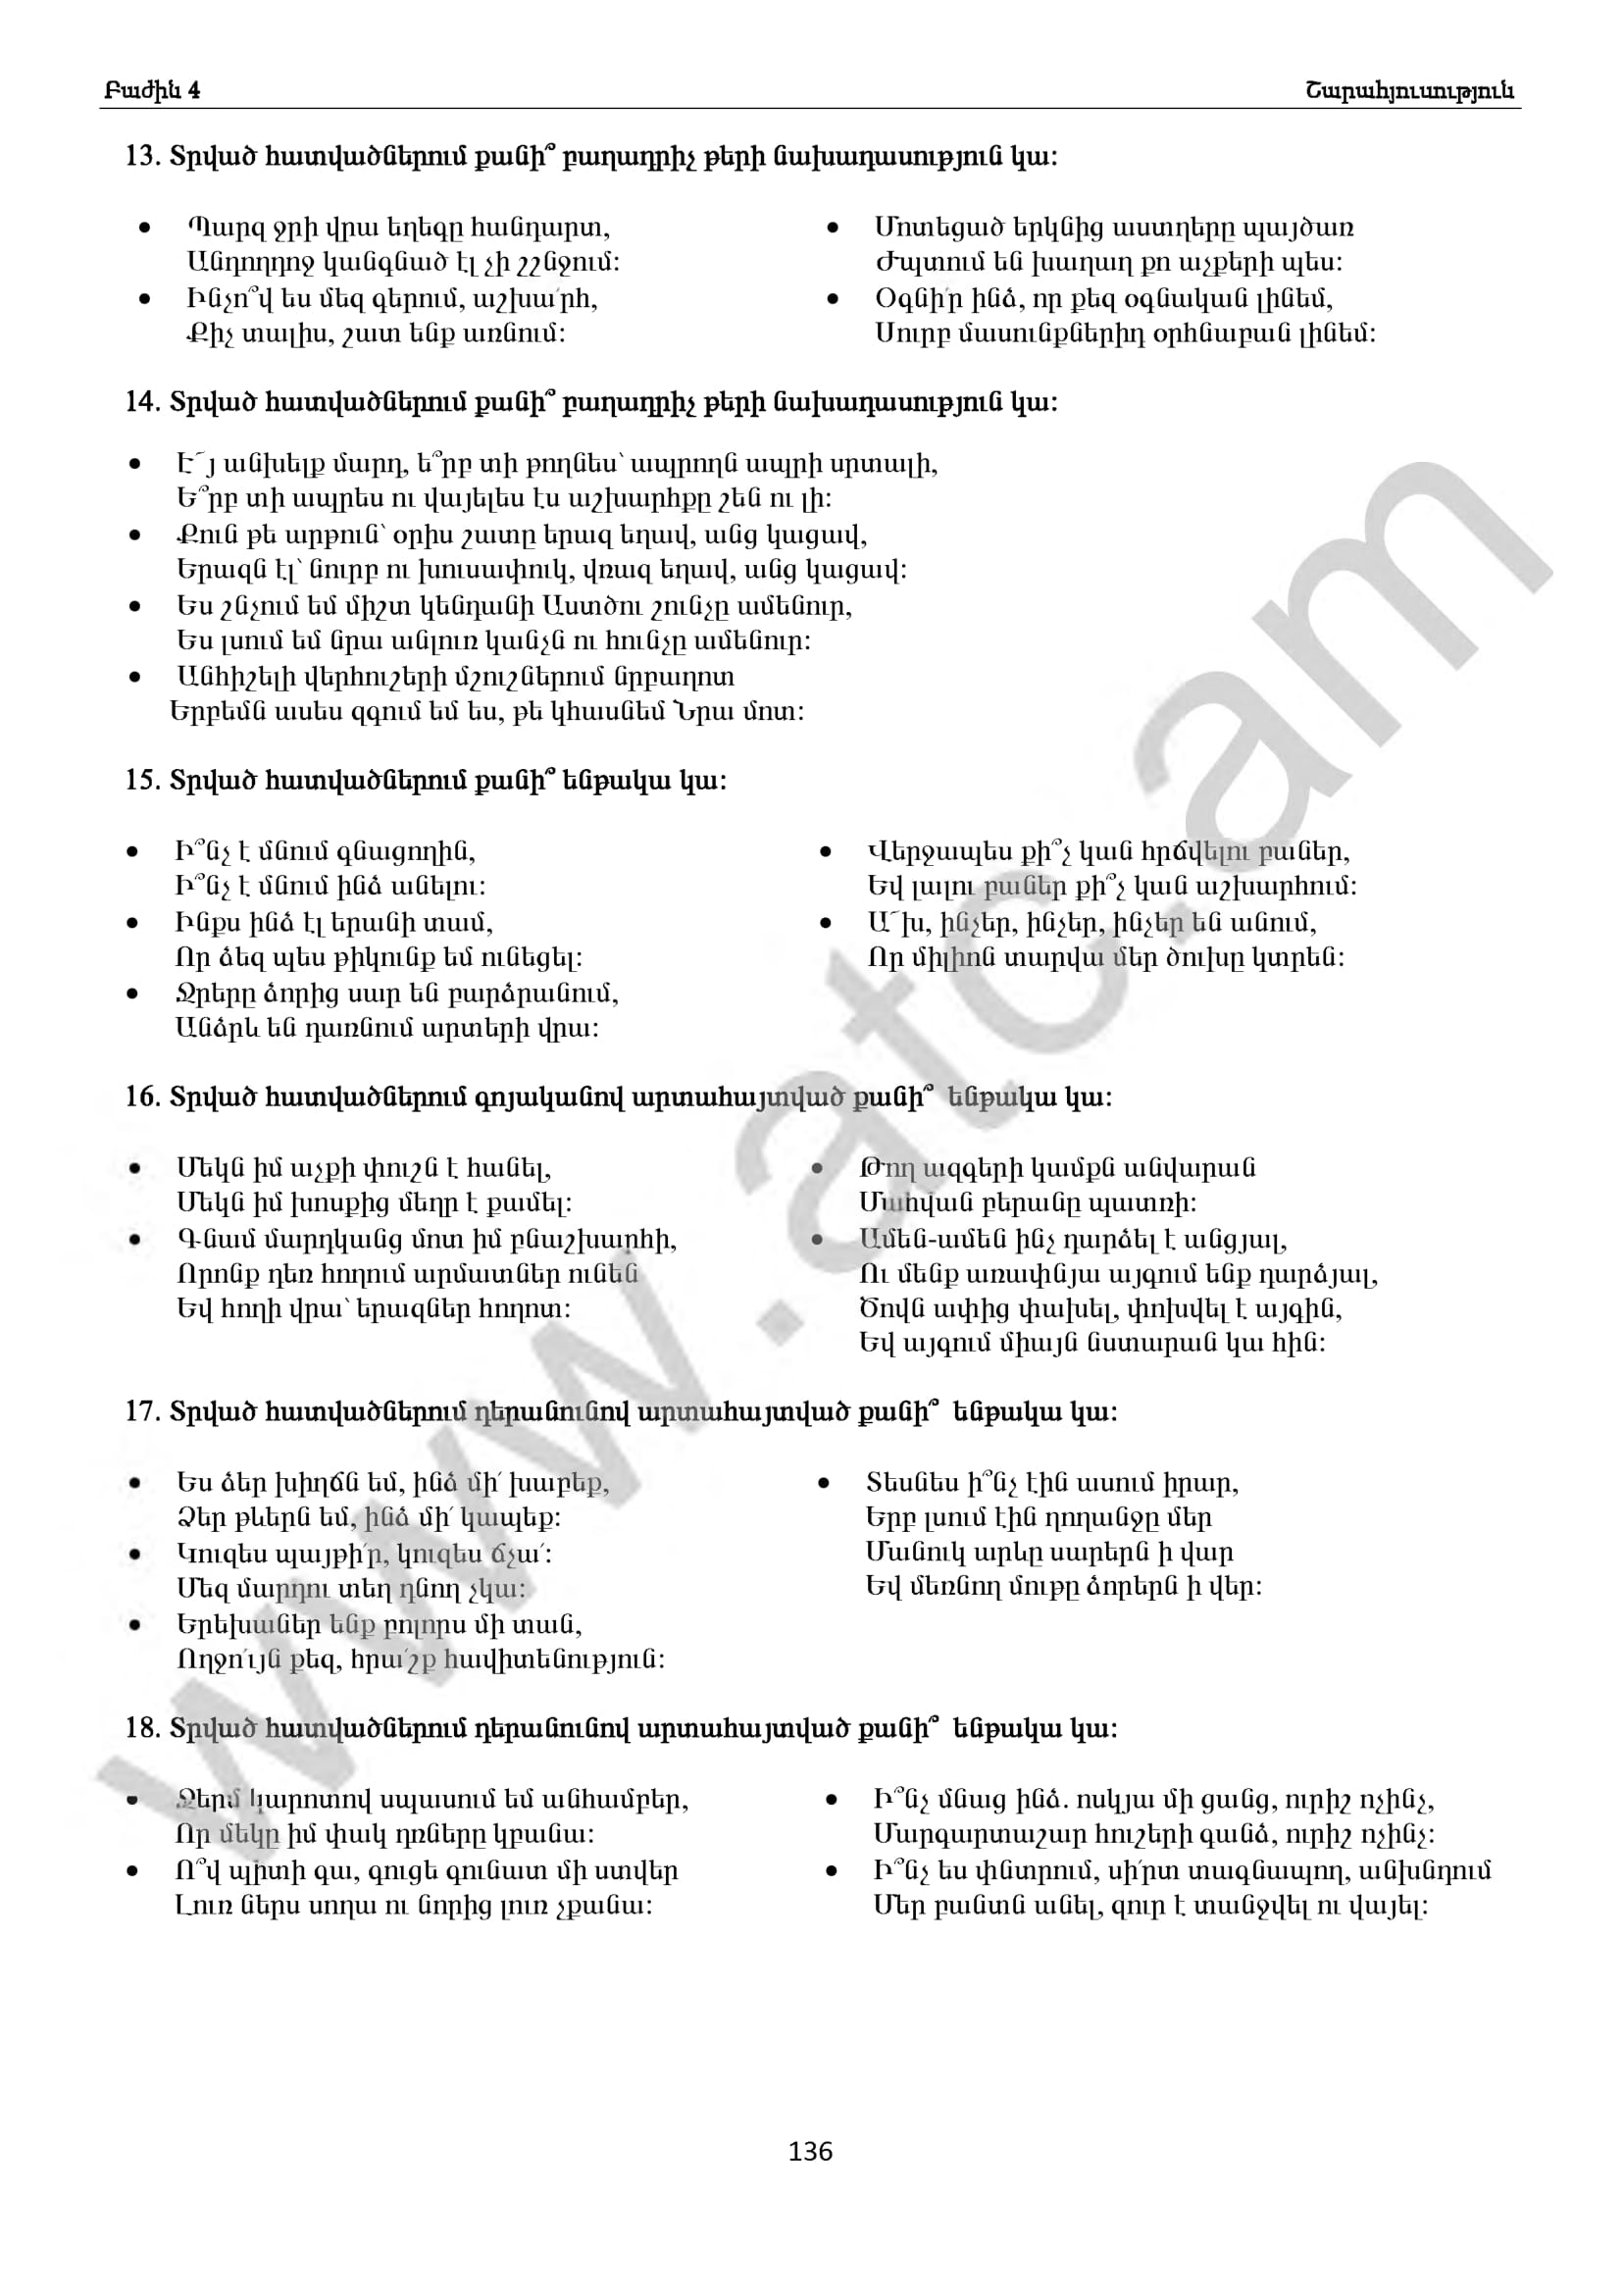 Բաժին 4 Շարահյուսություն
13. Տրված հատվածներում քանի՞ բաղադրիչ թերի նախադասություն կա:
• Պարզ ջրի վրա եղեգը հանդարտ,
Անդողդոջ կանգնած էլ չի շշնջում:
• Ինչո՞վ ես մեզ գերում, աշխա՛րհ,
Քիչ տալիս, շատ ենք առնում:
• Մոտեցած երկնից աստղերը պայծառ
Ժպտում են խաղաղ քո աչքերի պես:
• Օգնի՛ր ինձ, որ քեզ օգնական լինեմ,
Սուրբ մասունքներիդ օրհնաբան լինեմ:
14. Տրված հատվածներում քանի՞ բաղադրիչ թերի նախադասություն կա:
• Է՜յ անխելք մարդ, ե՞րբ տի թողնես՝ ապրողն ապրի սրտալի,
Ե՞րբ տի ապրես ու վայելես էս աշխարհքը շեն ու լի:
• Քուն թե արթուն՝ օրիս շատը երազ եղավ, անց կացավ,
Երազն էլ՝ նուրբ ու խուսափուկ, վռազ եղավ, անց կացավ:
• Ես շնչում եմ միշտ կենդանի Աստծու շունչը ամենուր,
Ես լսում եմ նրա անլուռ կանչն ու հունչը ամենուր:
• Անհիշելի վերհուշերի մշուշներում նրբաղոտ
Երբեմն ասես զգում եմ ես, թե կհասնեմ Նրա մոտ:
15. Տրված հատվածներում քանի՞ ենթակա կա:
• Ի՞նչ է մնում գնացողին,
Ի՞նչ է մնում ինձ անելու:
• Ինքս ինձ էլ երանի տամ,
Որ ձեզ պես թիկունք եմ ունեցել:
• Ջրերը ձորից սար են բարձրանում,
Անձրև են դառնում արտերի վրա:
• Վերջապես քի՞չ կան հրճվելու բաներ,
Եվ լալու բաներ քի՞չ կան աշխարհում:
• Ա՜խ, ինչեր, ինչեր, ինչեր են անում,
Որ միլիոն տարվա մեր ծուխը կտրեն:
16. Տրված հատվածներում գոյականով արտահայտված քանի՞ ենթակա կա:
• Մեկն իմ աչքի փուշն է հանել,
Մեկն իմ խոսքից մեղր է քամել:
• Գնամ մարդկանց մոտ իմ բնաշխարհի,
Որոնք դեռ հողում արմատներ ունեն
Եվ հողի վրա՝ երազներ հողոտ:
• Թող ազգերի կամքն անվարան
Մահվան բերանը պատռի:
• Ամեն-ամեն ինչ դարձել է անցյալ,
Ու մենք առափնյա այգում ենք դարձյալ,
Ծովն ափից փախել, փոխվել է այգին,
Եվ այգում միայն նստարան կա հին:
17. Տրված հատվածներում դերանունով արտահայտված քանի՞ ենթակա կա:
• Ես ձեր խիղճն եմ, ինձ մի՛ խաբեք,
Ձեր թևերն եմ, ինձ մի՛ կապեք:
• Կուզես պայթի՛ր, կուզես ճչա՛:
Մեզ մարդու տեղ դնող չկա:
• Երեխաներ ենք բոլորս մի տան,
Ողջո՛ւյն քեզ, հրա՛շք հավիտենություն:
• Տեսնես ի՞նչ էին ասում իրար,
Երբ լսում էին ղողանջը մեր
Մանուկ արևը սարերն ի վար
Եվ մեռնող մութը ձորերն ի վեր:
18. Տրված հատվածներում դերանունով արտահայտված քանի՞ ենթակա կա:
• Ջերմ կարոտով սպասում եմ անհամբեր,
Որ մեկը իմ փակ դռները կբանա:
• Ո՞վ պիտի գա, գուցե գունատ մի ստվեր
Լուռ ներս սողա ու նորից լուռ չքանա:
• Ի՞նչ մնաց ինձ. ոսկյա մի ցանց, ուրիշ ոչինչ,
Մարգարտաշար հուշերի գանձ, ուրիշ ոչինչ:
• Ի՞նչ ես փնտրում, սի՛րտ տագնապող, անխնդում
Մեր բանտն անել, զուր է տանջվել ու վայել:
136
www.atc.am